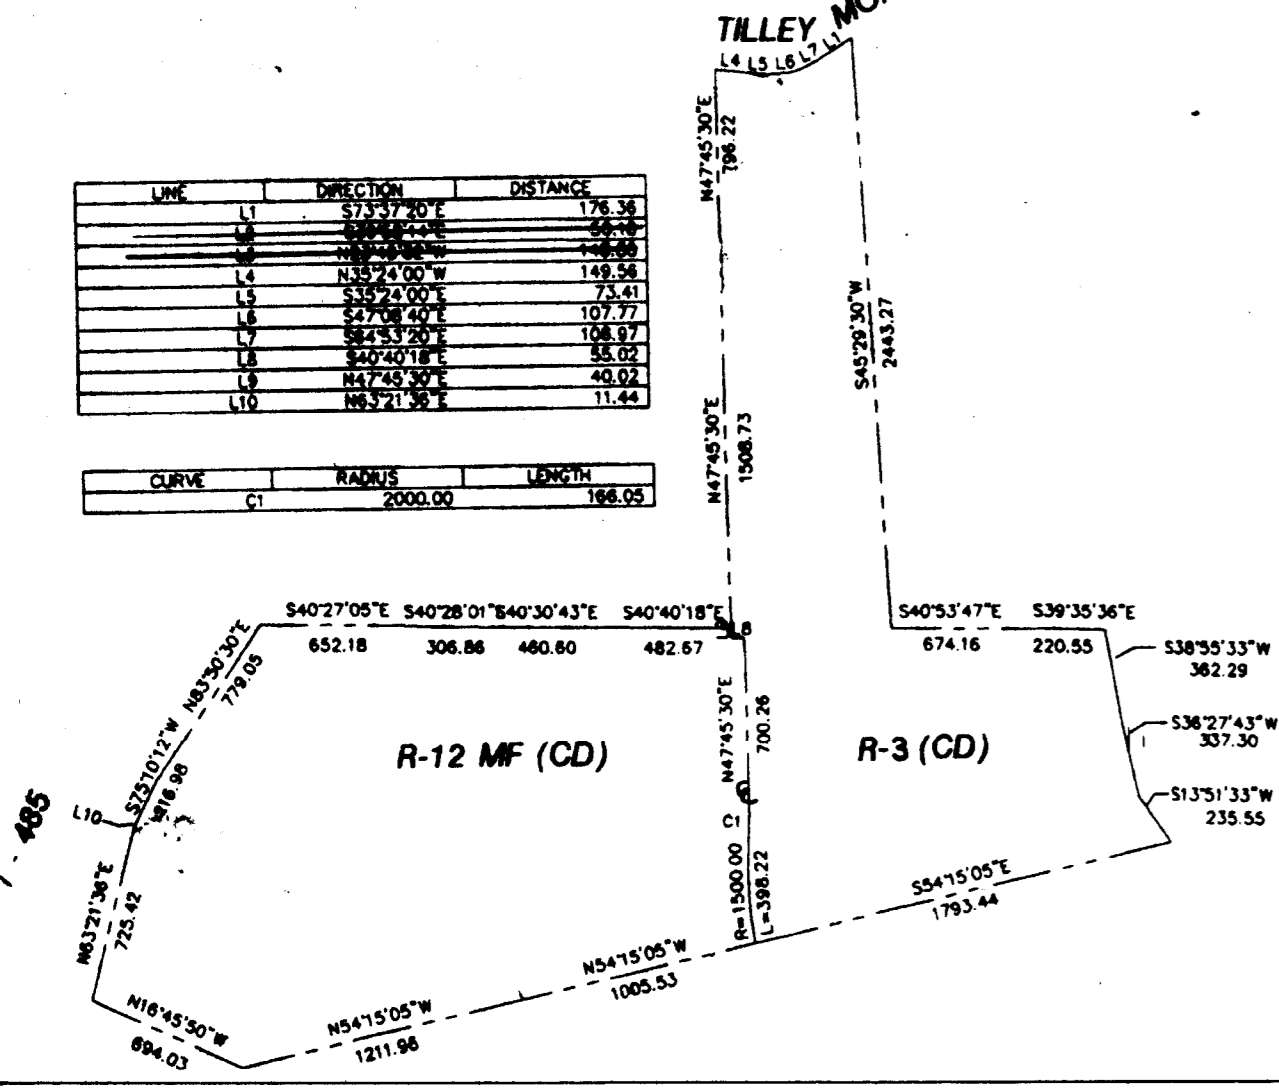 TILLEY
L4 L5 L6 L7 L1
N47°45'30"E
796.22
LINE DIRECTION DISTANCE
L1 S73°37'20"E 176.36
L4 N35°24'00"W 149.56
L5 S35°24'00"E 73.41
L6 S47°08'40"E 107.77
L7 S64°53'20"E 106.97
L8 S40°40'18"E 55.02
L9 N47°45'30"E 40.02
L10 N63°21'36"E 11.44
S45°29'30"W
2443.27
N47°45'30"E
1508.73
CURVE RADIUS LENGTH
C1 2000.00 166.05
S40°27'05"E S40°28'01"E S40°30'43"E S40°40'18"E
652.18 306.86 460.60 482.67
L8
S40°53'47"E S39°35'36"E
674.16 220.55
S38°55'33"W
362.29
N83°50'30"E
779.05
N47°45'30"E
700.26
R-12 MF (CD)
R-3 (CD)
S36°27'43"W
337.30
S75°10'12"W
216.98
S13°51'33"W
235.55
L10
485
C1
R=1500.00
L=398.22
N63°21'36"E
725.42
S54°15'05"E
1793.44
N54°15'05"W
1005.53
N16°45'50"W
694.03
N54°15'05"W
1211.96